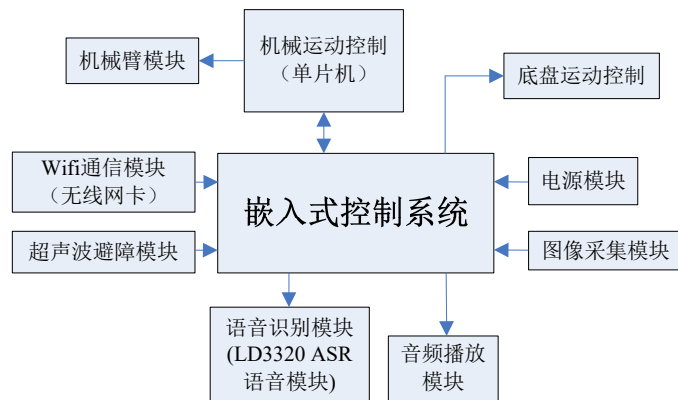 机械臂模块
机械运动控制
（单片机）
底盘运动控制
Wifi通信模块
（无线网卡）
嵌入式控制系统
电源模块
超声波避障模块
图像采集模块
语音识别模块
(LD3320 ASR
语音模块)
音频播放
模块